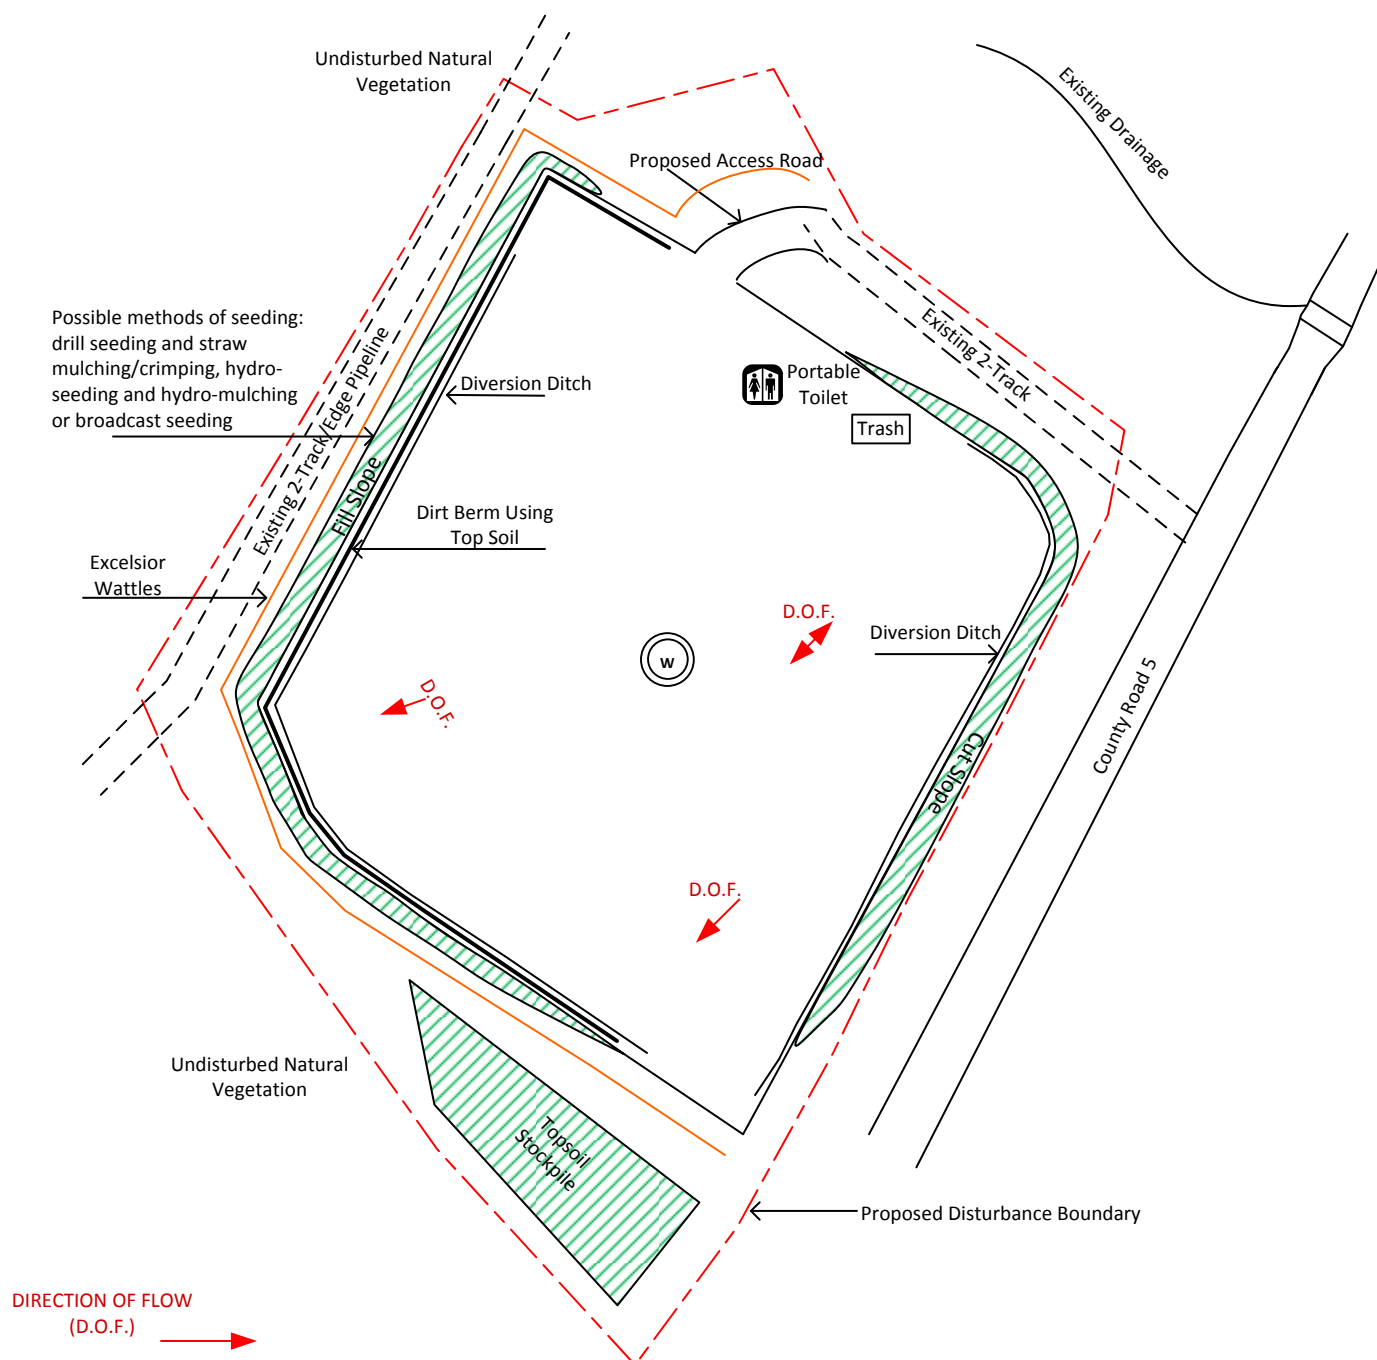 Undisturbed Natural
Vegetation
Existing Drainage
Proposed Access Road
Possible methods of seeding:
drill seeding and straw
mulching/crimping, hydro-
seeding and hydro-mulching
or broadcast seeding
Existing 2-Track/Edge Pipeline
Existing 2-Track
Diversion Ditch
Portable
Toilet
Trash
Fill Slope
Dirt Berm Using
Top Soil
Excelsior
Wattles
D.O.F.
Diversion Ditch
W
D.O.F.
County Road 5
Cut Slope
D.O.F.
Undisturbed Natural
Vegetation
Topsoil
Stockpile
Proposed Disturbance Boundary
DIRECTION OF FLOW
(D.O.F.)